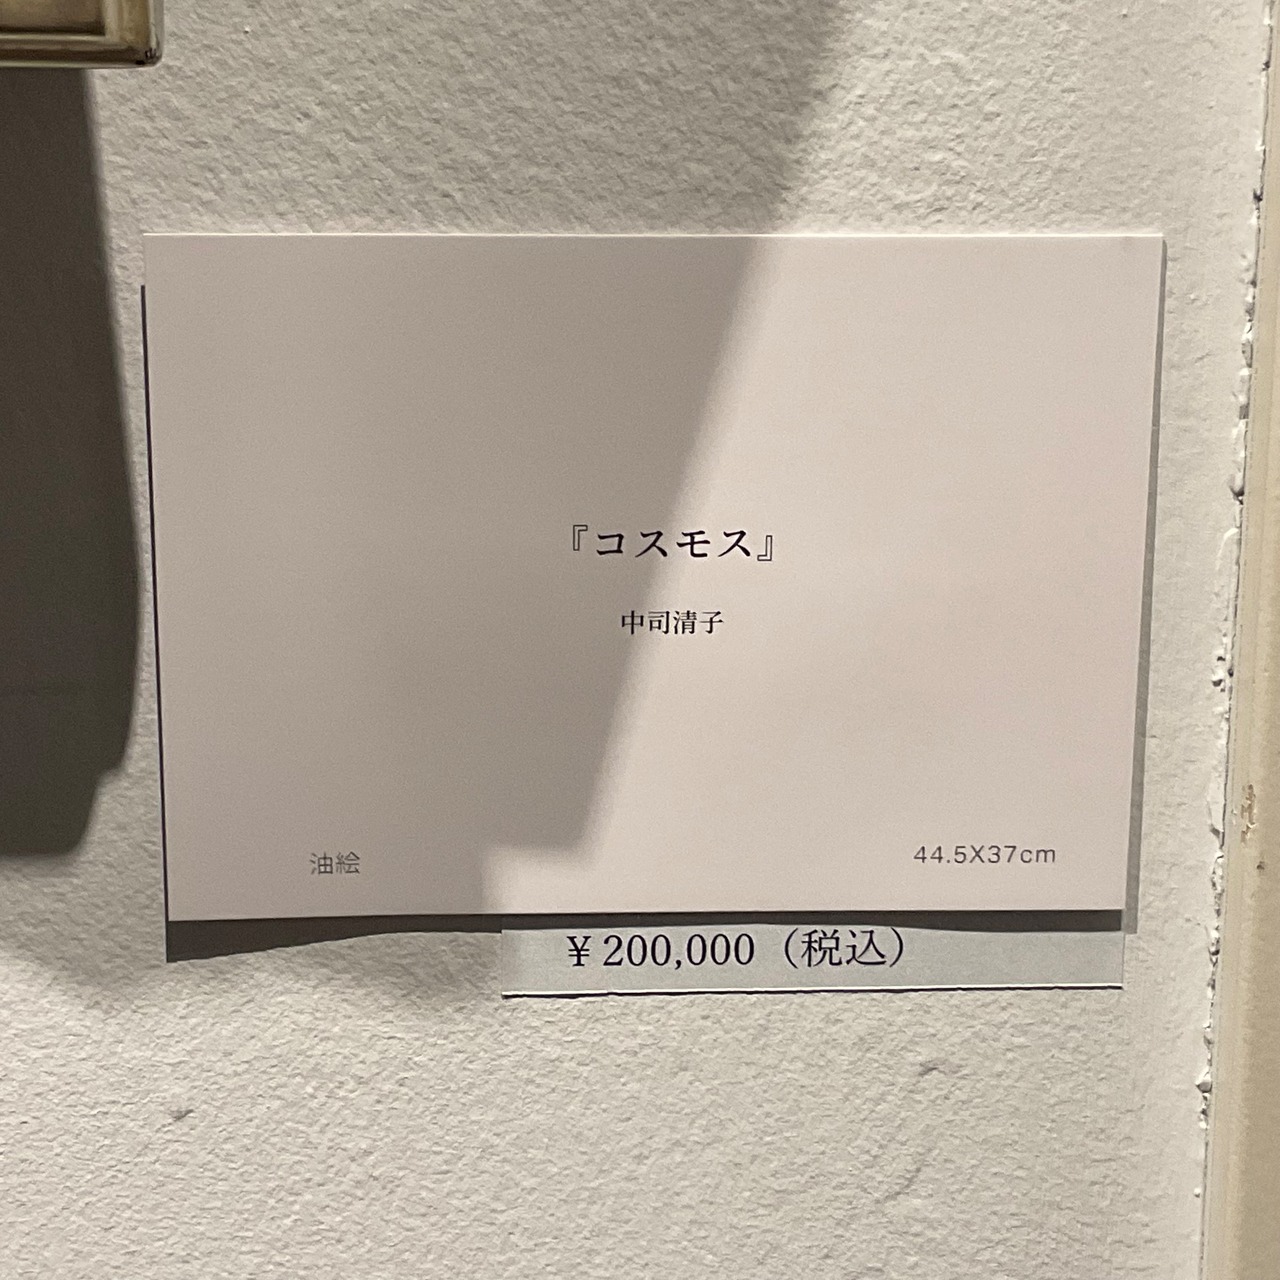 『コスモス』
中司清子
油絵
44.5X37cm
¥200,000（税込）